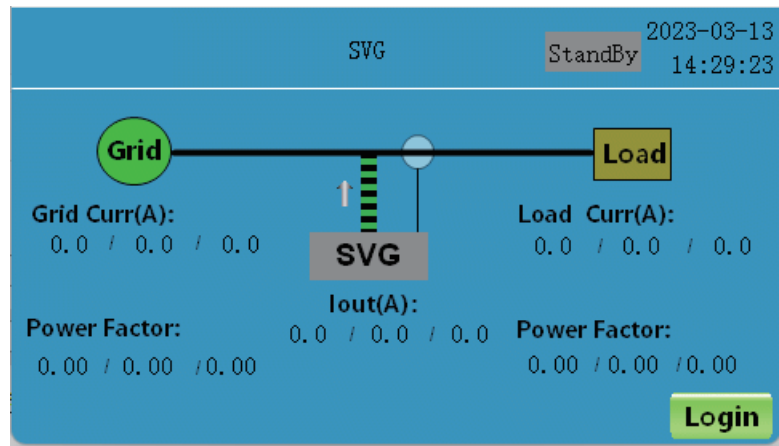 SVG
StandBy
2023-03-13
14:29:23
Grid
Load
Grid Curr(A):
0.0 / 0.0 / 0.0
SVG
Load Curr(A):
0.0 / 0.0 / 0.0
Iout(A):
0.0 / 0.0 / 0.0
Power Factor:
0.00 / 0.00 /0.00
Power Factor:
0.00 /0.00 /0.00
Login